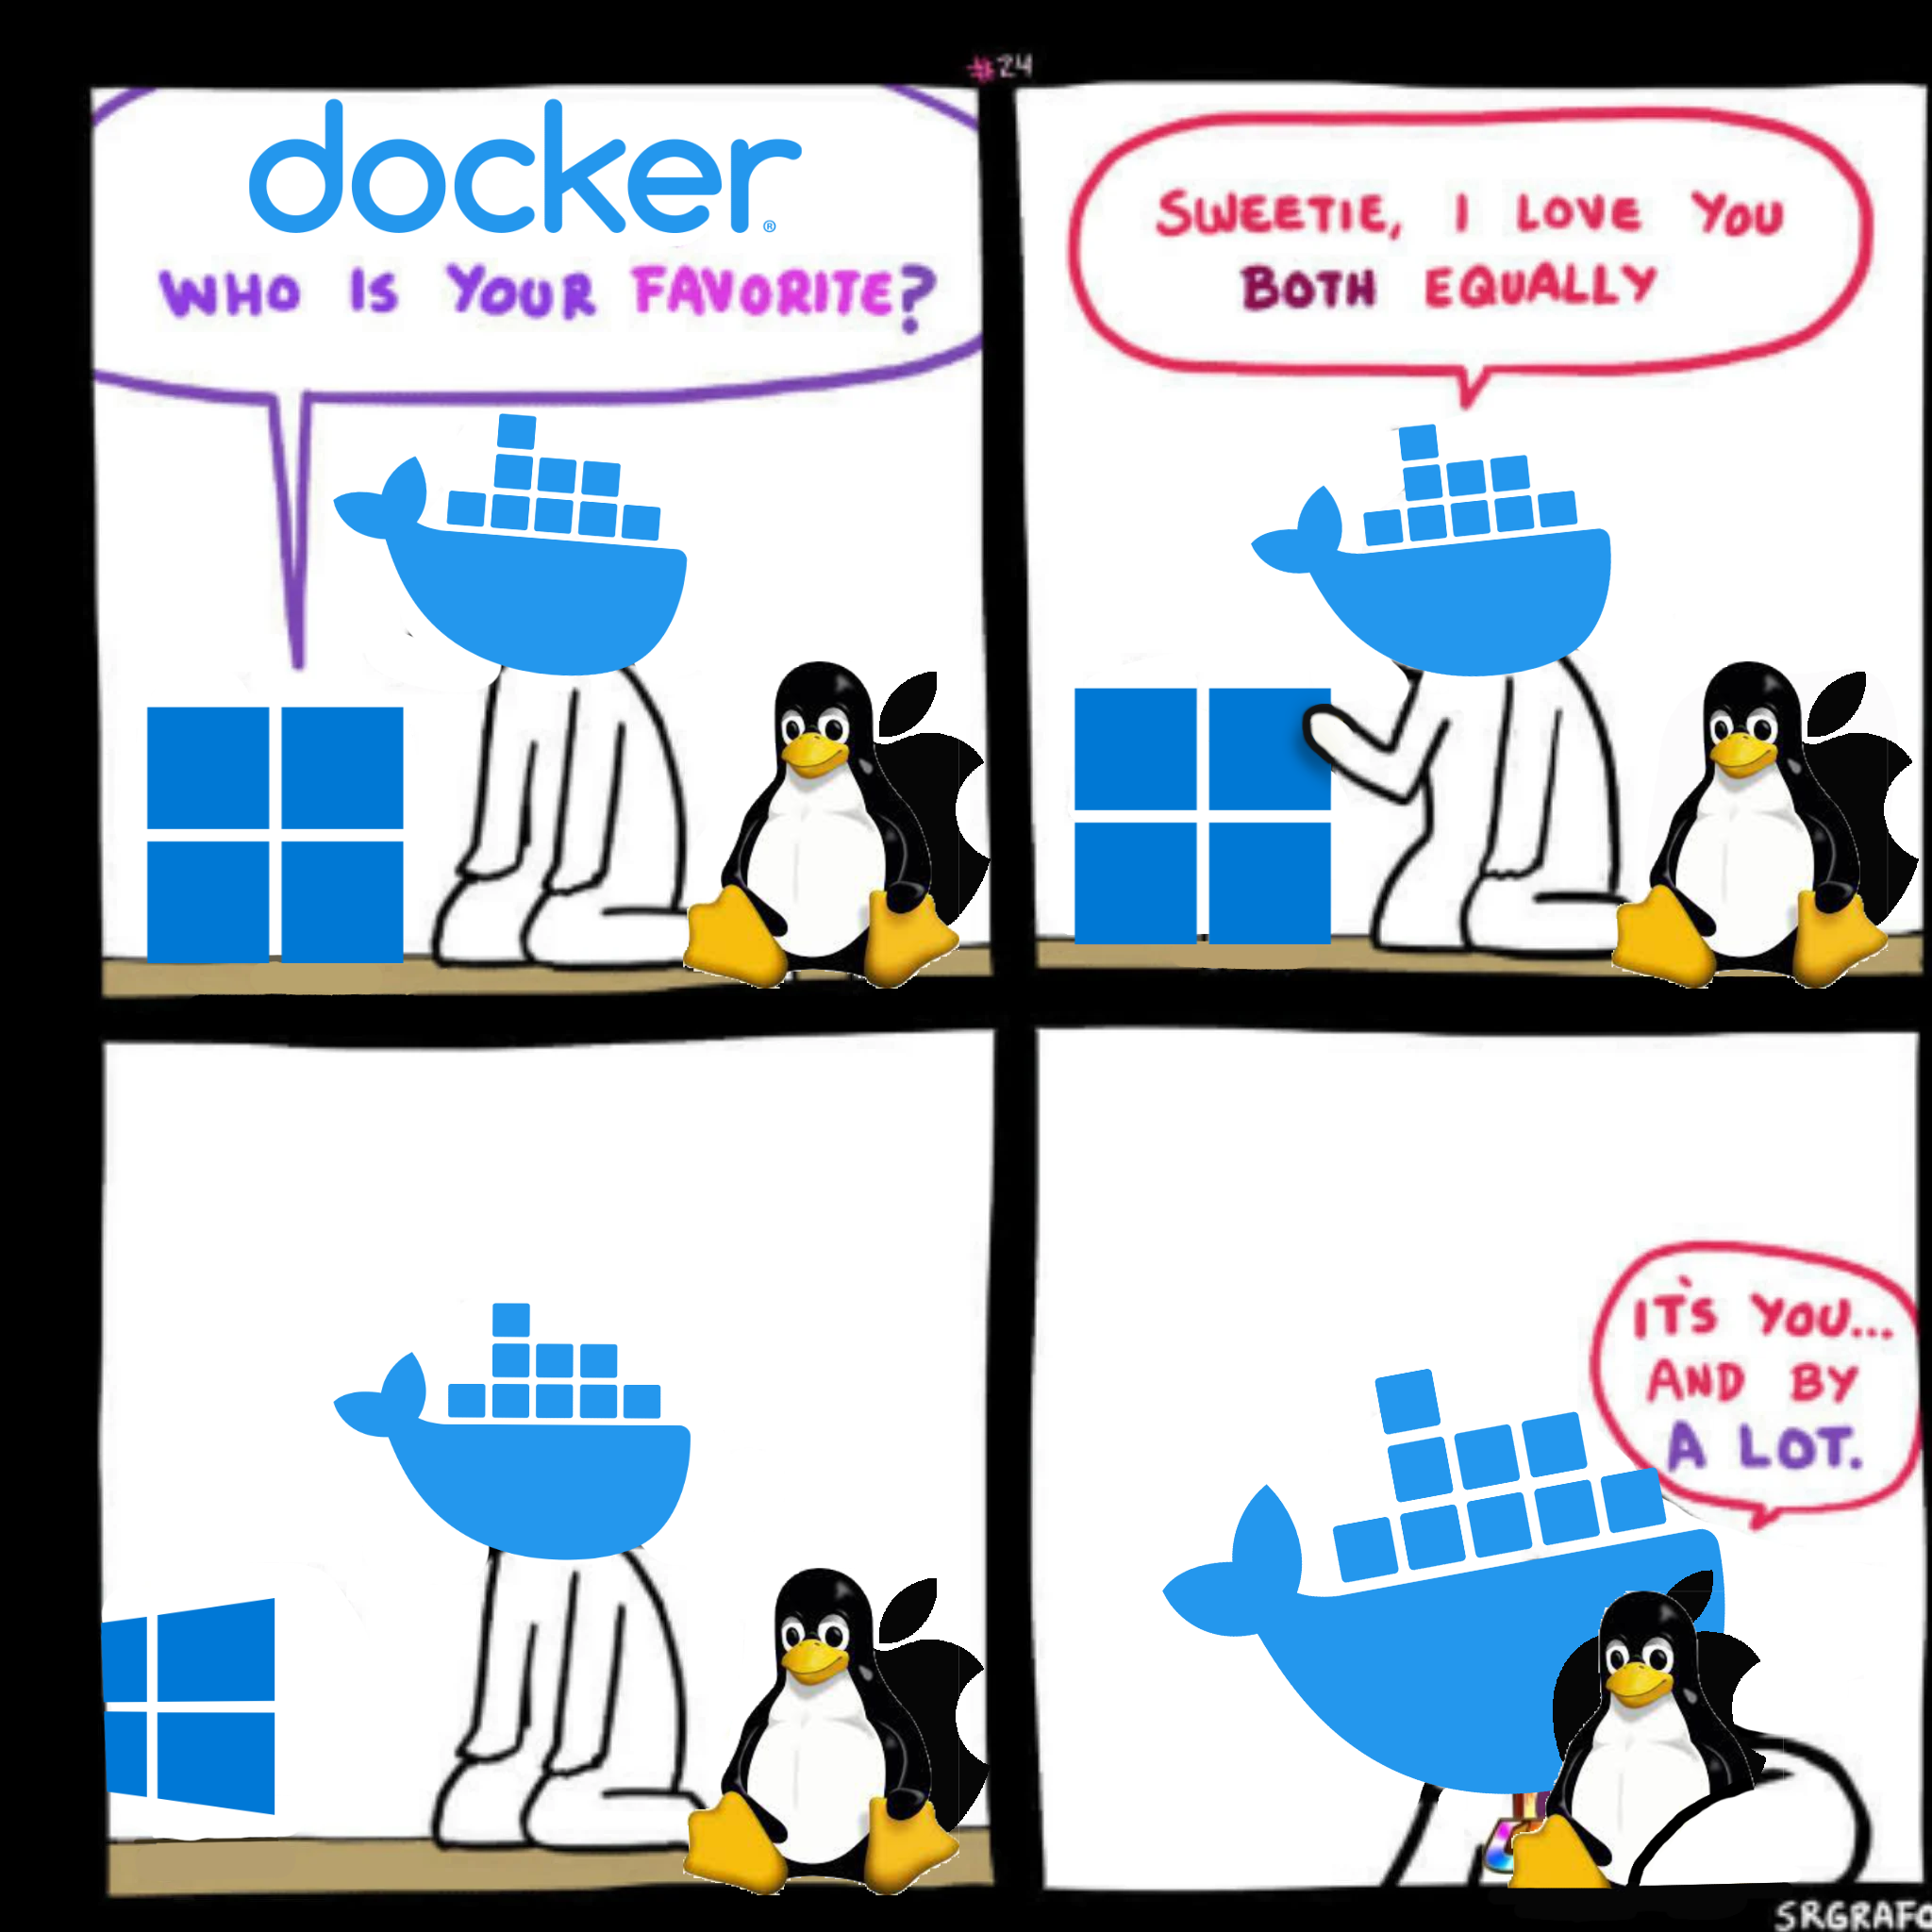 #24
docker®
WHO IS YOUR FAVORITE?
SWEETIE, I LOVE YOU
BOTH EQUALLY
IT'S YOU...
AND BY
A LOT.
SRGRAFO